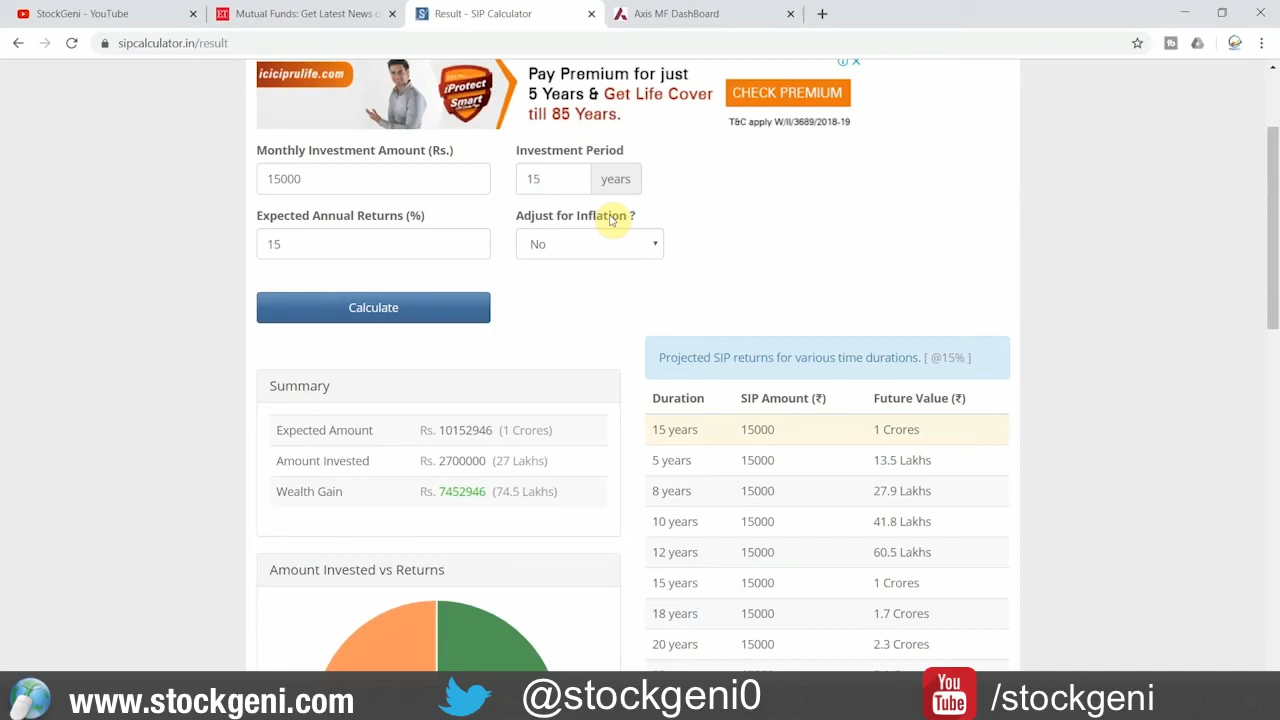 StockGeni - YouTube
Mutual Funds: Get Latest News o
Result - SIP Calculator
Axis MF DashBoard
sipcalculator.in/result
iciciprulife.com
iProtect
Smart
Pay Premium for just
5 Years & Get Life Cover
till 85 Years.
CHECK PREMIUM
T&C apply W/II/3689/2018-19
Monthly Investment Amount (Rs.)
Investment Period
15000
15 years
Expected Annual Returns (%)
Adjust for Inflation ?
15
No
Calculate
Projected SIP returns for various time durations. [ @15% ]
Summary
Expected Amount Rs. 10152946 (1 Crores)
Amount Invested Rs. 2700000 (27 Lakhs)
Wealth Gain Rs. 7452946 (74.5 Lakhs)
Duration SIP Amount (₹) Future Value (₹)
15 years 15000 1 Crores
5 years 15000 13.5 Lakhs
8 years 15000 27.9 Lakhs
10 years 15000 41.8 Lakhs
12 years 15000 60.5 Lakhs
15 years 15000 1 Crores
18 years 15000 1.7 Crores
20 years 15000 2.3 Crores
Amount Invested vs Returns
www.stockgeni.com
@stockgeni0
You
Tube
/stockgeni